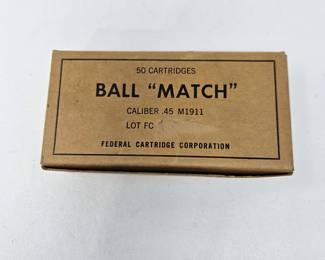 50 CARTRIDGES
BALL "MATCH"
CALIBER .45 M1911
LOT FC
FEDERAL CARTRIDGE CORPORATION